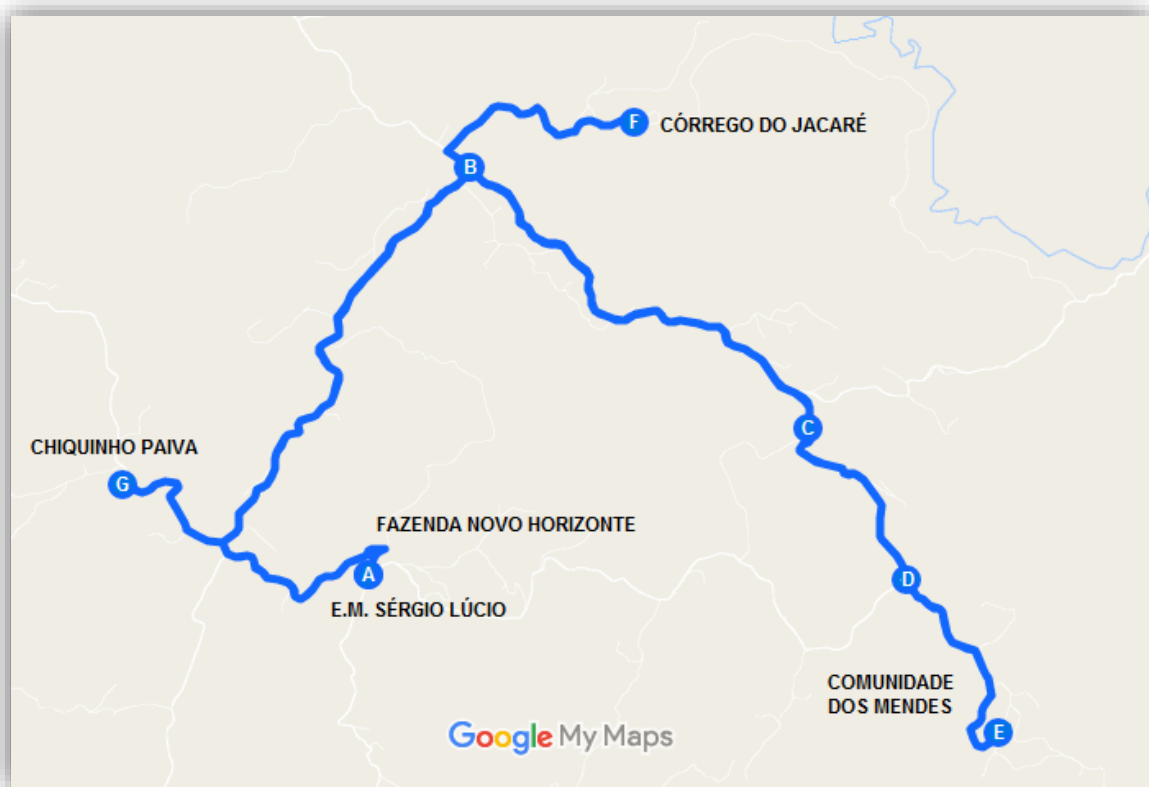 F
CÓRREGO DO JACARÉ
B
C
CHIQUINHO PAIVA
G
FAZENDA NOVO HORIZONTE
A
D
E.M. SÉRGIO LÚCIO
COMUNIDADE
DOS MENDES
E
Google My Maps